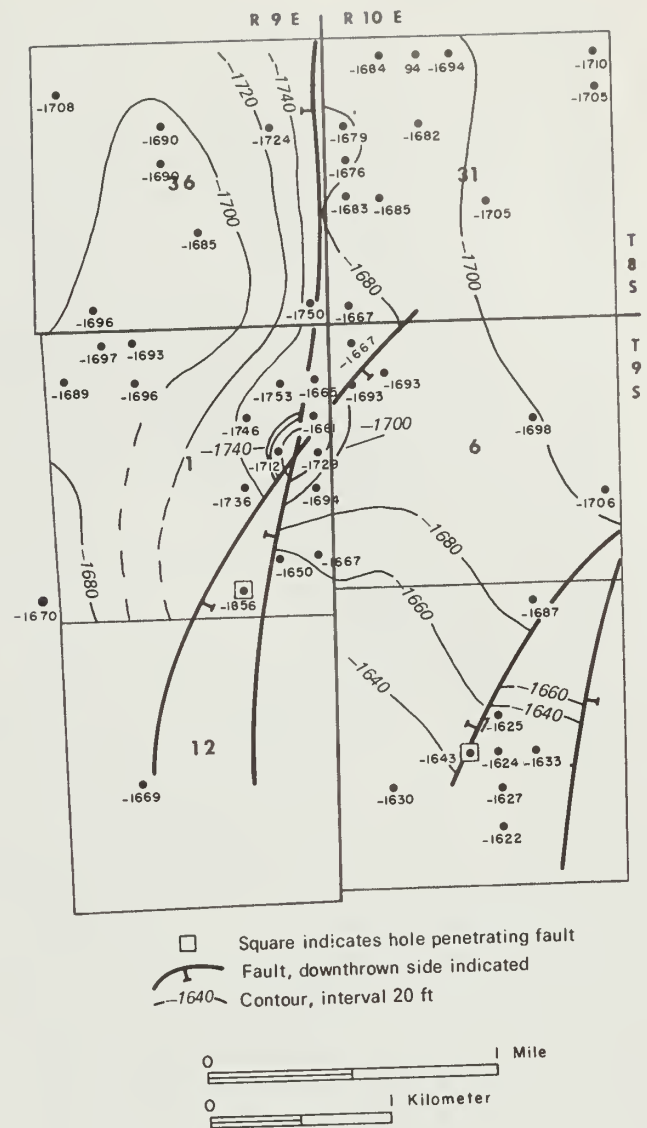 R 9 E R 10 E
-1684 94 -1694 -1710
-1708 -1720 -1740 -1705
-1690 -1724 -1679 -1682
-1690 -1676
36 -1700 31
-1683 -1685 -1705
-1685
-1700
T8S
-1680
-1696 -1750 -1667
-1697 -1693 -1667
T9S
-1689 -1696 -1753 -1665 -1693 -1693
-1746 -1661 -1698
-1740 -1700
1 -1712 -1729 6
-1736 -1694 -1706
-1680
-1680 -1650 -1667
-1660
-1670 -1856 -1687
-1640 -1660
-1640
-1625
12 -1643 -1624 -1633
-1669 -1630 -1627
-1622
Square indicates hole penetrating fault
Fault, downthrown side indicated
-1640 Contour, interval 20 ft
0 1 Mile
0 1 Kilometer